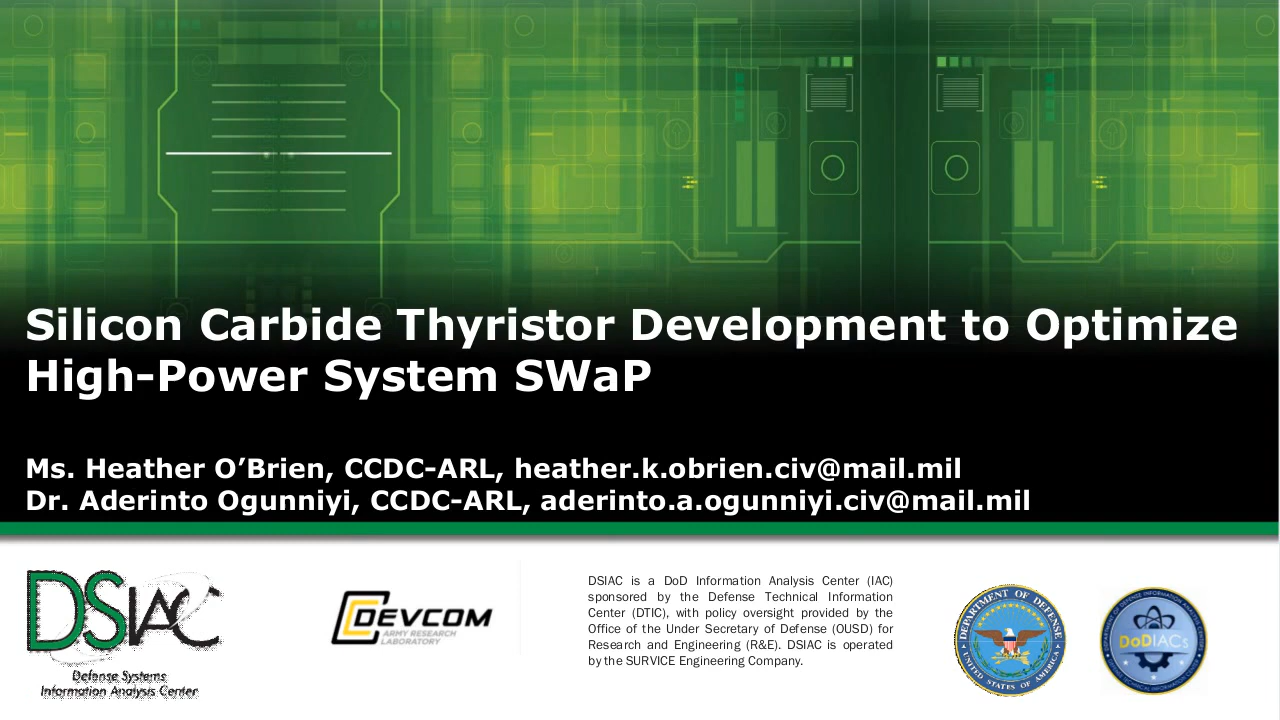 Silicon Carbide Thyristor Development to Optimize
High-Power System SWaP
Ms. Heather O’Brien, CCDC-ARL, heather.k.obrien.civ@mail.mil
Dr. Aderinto Ogunniyi, CCDC-ARL, aderinto.a.ogunniyi.civ@mail.mil
DSIAC
Defense Systems
Information Analysis Center
DEVCOM
ARMY RESEARCH
LABORATORY
DSIAC is a DoD Information Analysis Center (IAC)
sponsored by the Defense Technical Information
Center (DTIC), with policy oversight provided by the
Office of the Under Secretary of Defense (OUSD) for
Research and Engineering (R&E). DSIAC is operated
by the SURVICE Engineering Company.
DEPARTMENT OF DEFENSE
UNITED STATES OF AMERICA
DoDIACs